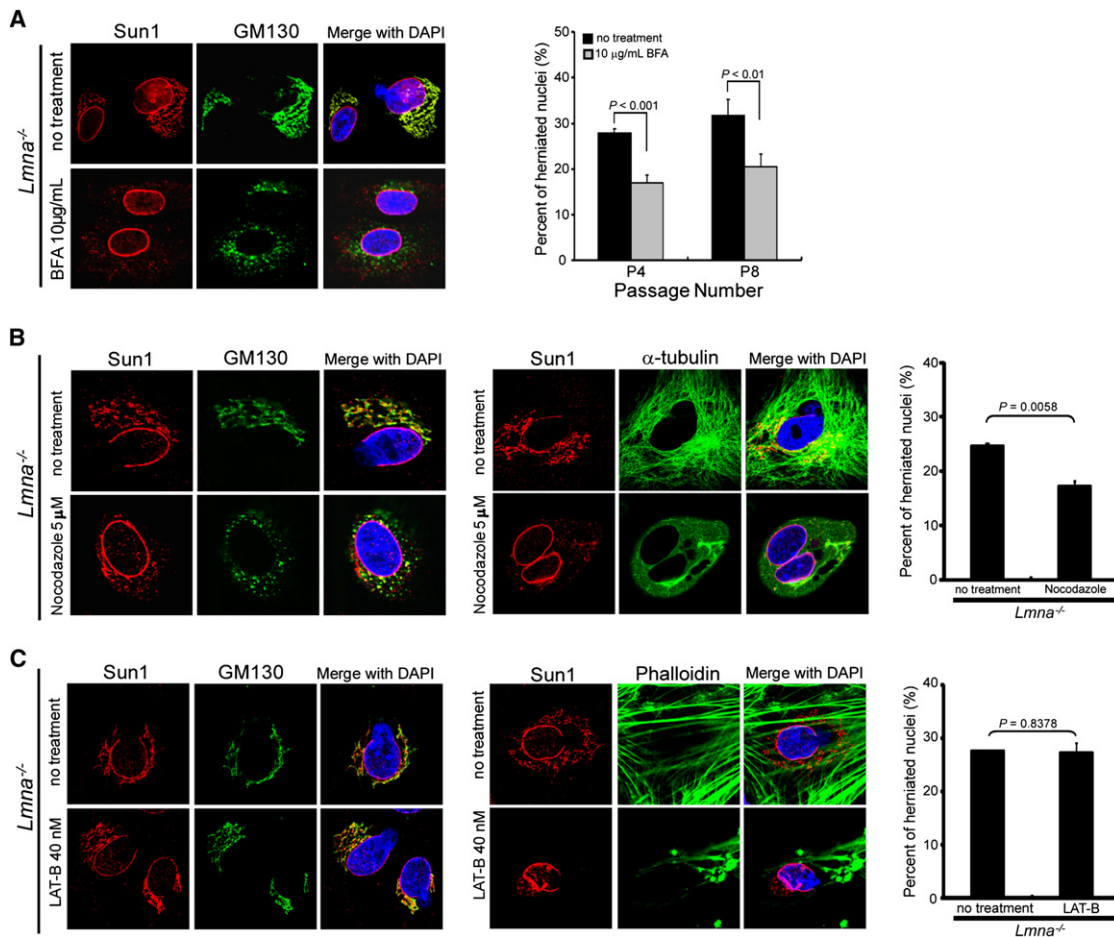 A
Sun1 GM130 Merge with DAPI
Lmna-/-
no treatment
BFA 10µg/mL
no treatment
10 µg/mL BFA
Percent of herniated nuclei (%)
50
40
30
20
10
0
P < 0.001
P < 0.01
P4 P8
Passage Number
B
Sun1 GM130 Merge with DAPI
Lmna-/-
no treatment
Nocodazole 5 µM
Sun1 α-tubulin Merge with DAPI
no treatment
Nocodazole 5 µM
Percent of herniated nuclei (%)
40
30
20
10
0
P = 0.0058
no treatment Nocodazole
Lmna-/-
C
Sun1 GM130 Merge with DAPI
Lmna-/-
no treatment
LAT-B 40 nM
Sun1 Phalloidin Merge with DAPI
no treatment
LAT-B 40 nM
Percent of herniated nuclei (%)
40
30
20
10
0
P = 0.8378
no treatment LAT-B
Lmna-/-